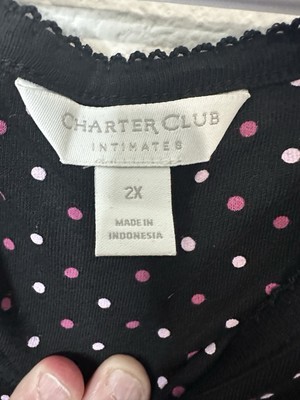 CHARTER CLUB
INTIMATES
2X
MADE IN
INDONESIA